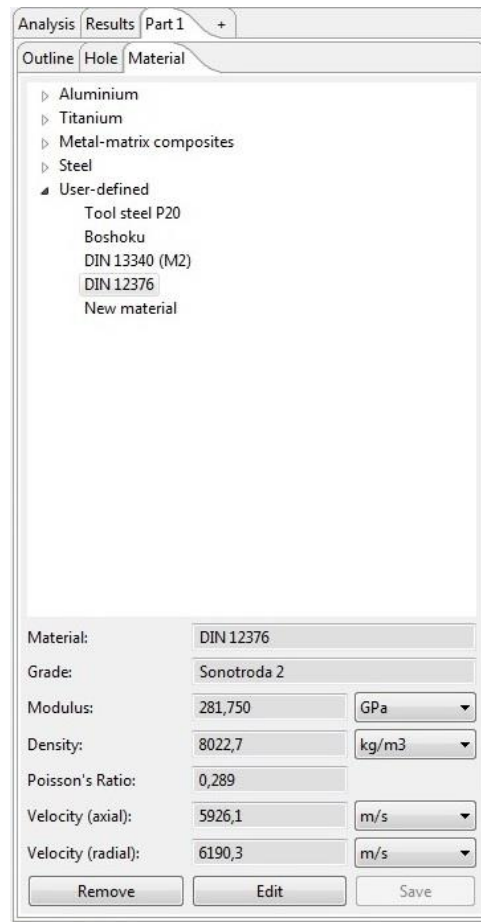 Analysis Results Part 1 +
Outline Hole Material
Aluminium
Titanium
Metal-matrix composites
Steel
User-defined
Tool steel P20
Boshoku
DIN 13340 (M2)
DIN 12376
New material
Material: DIN 12376
Grade: Sonotroda 2
Modulus: 281,750 GPa
Density: 8022,7 kg/m3
Poisson's Ratio: 0,289
Velocity (axial): 5926,1 m/s
Velocity (radial): 6190,3 m/s
Remove Edit Save